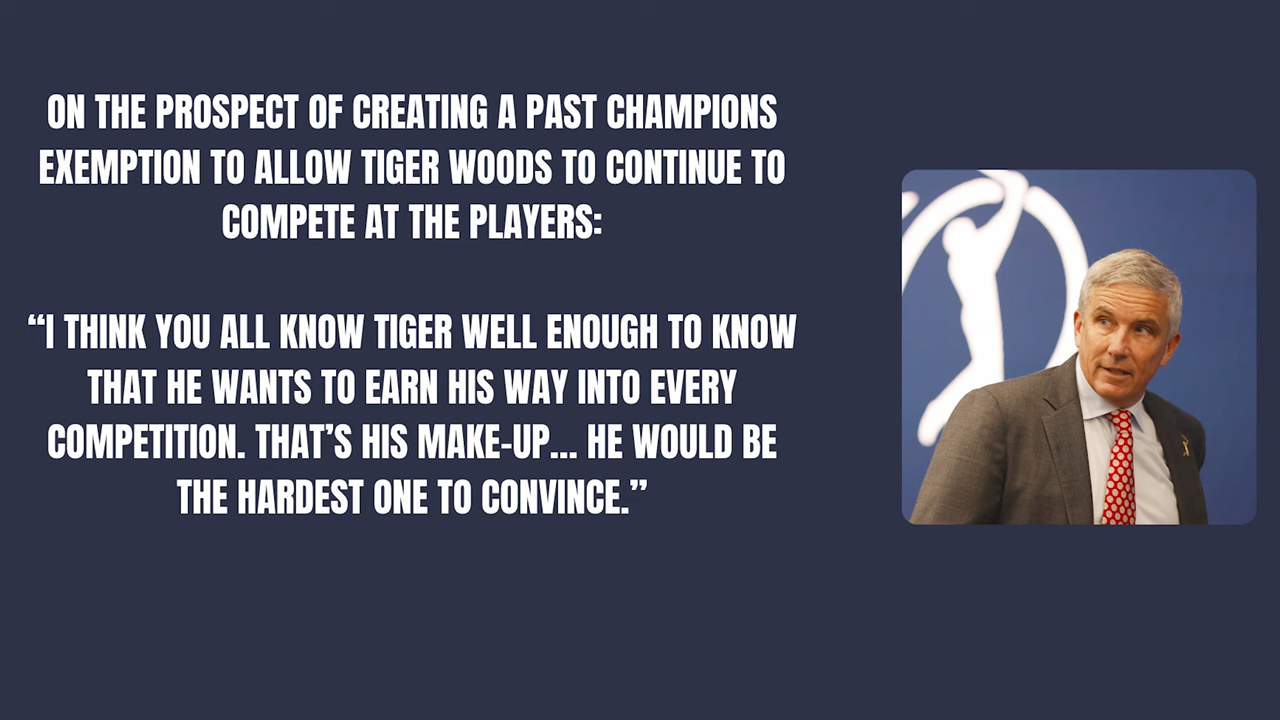 ON THE PROSPECT OF CREATING A PAST CHAMPIONS
EXEMPTION TO ALLOW TIGER WOODS TO CONTINUE TO
COMPETE AT THE PLAYERS:
“I THINK YOU ALL KNOW TIGER WELL ENOUGH TO KNOW
THAT HE WANTS TO EARN HIS WAY INTO EVERY
COMPETITION. THAT’S HIS MAKE-UP... HE WOULD BE
THE HARDEST ONE TO CONVINCE.”